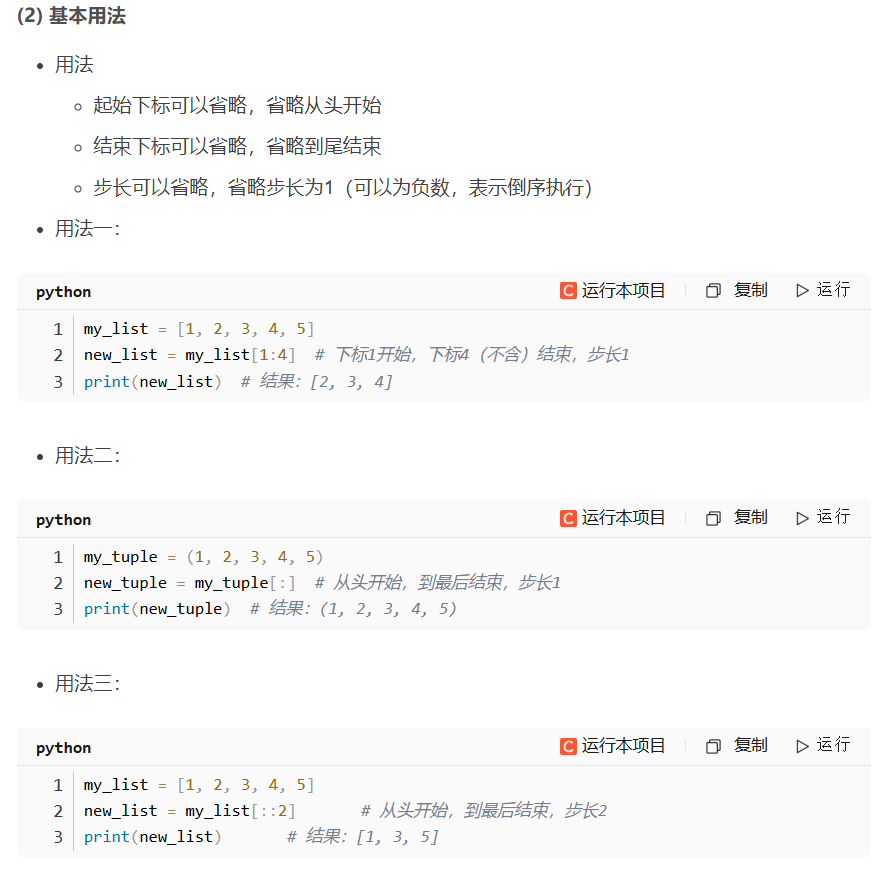 (2) 基本用法
用法
起始下标可以省略，省略从头开始
结束下标可以省略，省略到尾结束
步长可以省略，省略步长为1（可以为负数，表示倒序执行）
用法一：
python C 运行本项目 复制 运行
1 my_list = [1, 2, 3, 4, 5]
2 new_list = my_list[1:4]  # 下标1开始，下标4（不含）结束，步长1
3 print(new_list)  # 结果：[2, 3, 4]
用法二：
python C 运行本项目 复制 运行
1 my_tuple = (1, 2, 3, 4, 5)
2 new_tuple = my_tuple[:]  # 从头开始，到最后结束，步长1
3 print(new_tuple)  # 结果：(1, 2, 3, 4, 5)
用法三：
python C 运行本项目 复制 运行
1 my_list = [1, 2, 3, 4, 5]
2 new_list = my_list[::2]       # 从头开始，到最后结束，步长2
3 print(new_list)       # 结果：[1, 3, 5]